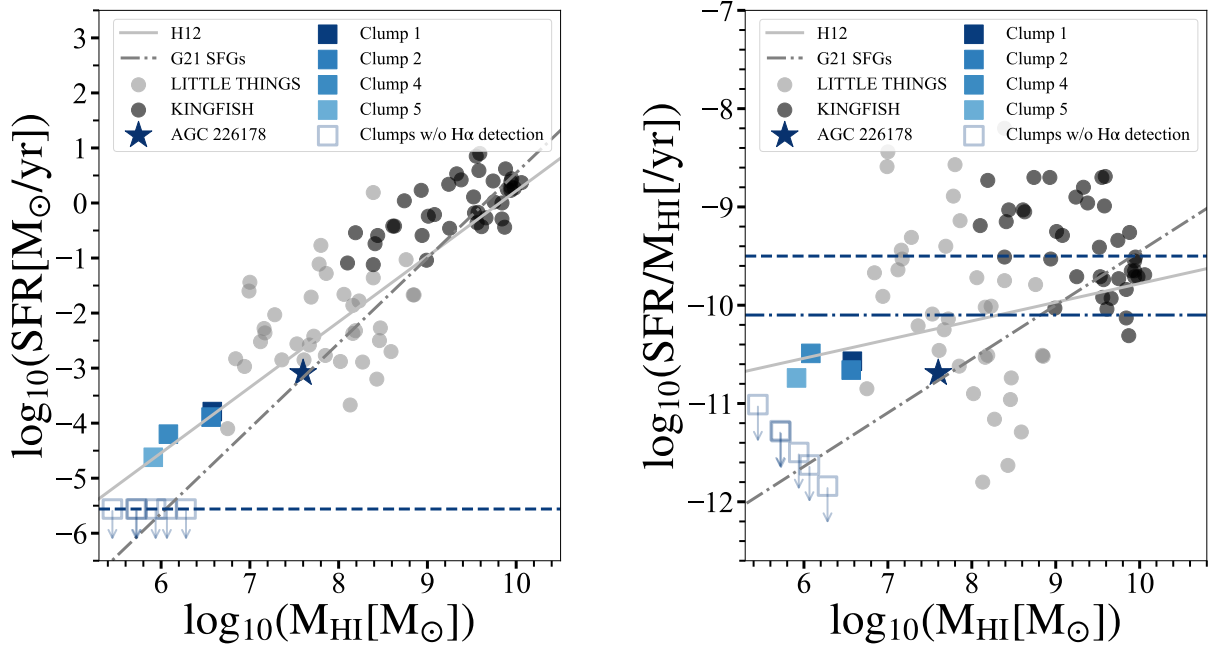 log₁₀(SFR[M☉/yr])
3
2
1
0
−1
−2
−3
−4
−5
−6
H12
G21 SFGs
LITTLE THINGS
KINGFISH
AGC 226178
Clump 1
Clump 2
Clump 4
Clump 5
Clumps w/o Hα detection
6 7 8 9 10
log₁₀(M_HI[M☉])
log₁₀(SFR/M_HI[/yr])
−7
−8
−9
−10
−11
−12
H12
G21 SFGs
LITTLE THINGS
KINGFISH
AGC 226178
Clump 1
Clump 2
Clump 4
Clump 5
Clumps w/o Hα detection
6 7 8 9 10
log₁₀(M_HI[M☉])